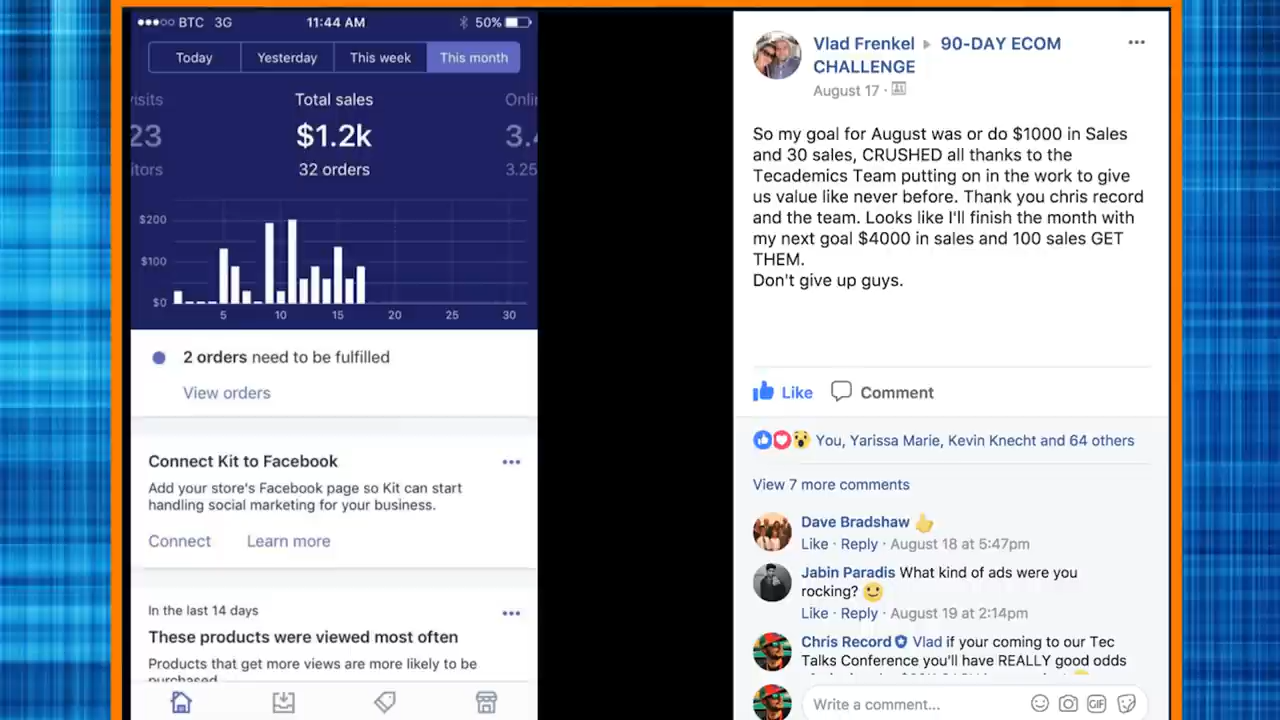 BTC 3G 11:44 AM 50%
Today Yesterday This week This month
Total sales
23 $1.2k
32 orders 3.25
$200
$100
$0
5 10 15 20 25 30
2 orders need to be fulfilled
View orders
Connect Kit to Facebook
Add your store's Facebook page so Kit can start
handling social marketing for your business.
Connect Learn more
In the last 14 days
These products were viewed most often
Products that get more views are more likely to be
purchased
Vlad Frenkel ▸ 90-DAY ECOM
CHALLENGE
August 17 ·
So my goal for August was or do $1000 in Sales
and 30 sales, CRUSHED all thanks to the
Tecademics Team putting on in the work to give
us value like never before. Thank you chris record
and the team. Looks like I'll finish the month with
my next goal $4000 in sales and 100 sales GET
THEM.
Don't give up guys.
Like Comment
You, Yarissa Marie, Kevin Knecht and 64 others
View 7 more comments
Dave Bradshaw
Like · Reply · August 18 at 5:47pm
Jabin Paradis What kind of ads were you
rocking?
Like · Reply · August 19 at 2:14pm
Chris Record Vlad if your coming to our Tec
Talks Conference you'll have REALLY good odds
Write a comment...
GIF